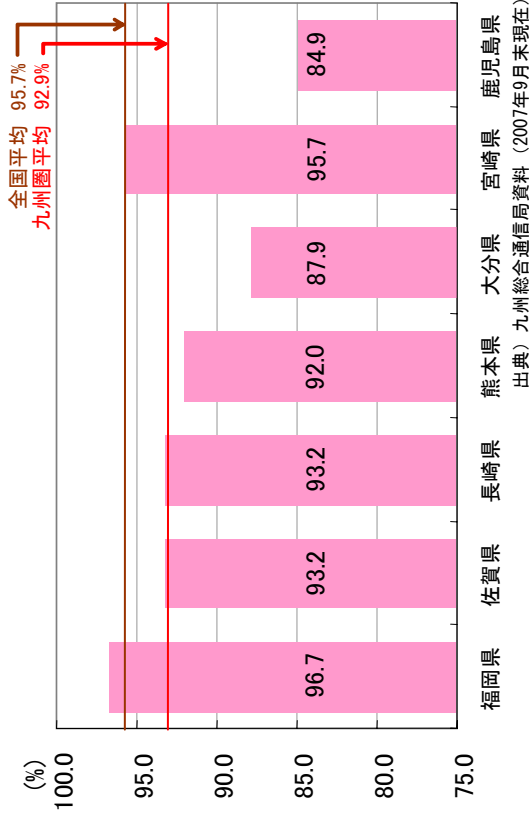 全国平均 95.7%
九州圏平均 92.9%
(%)
100.0
95.0
90.0
85.0
80.0
75.0
96.7
93.2
93.2
92.0
87.9
95.7
84.9
福岡県
佐賀県
長崎県
熊本県
大分県
宮崎県
鹿児島県
出典）九州総合通信局資料（2007年9月末現在）